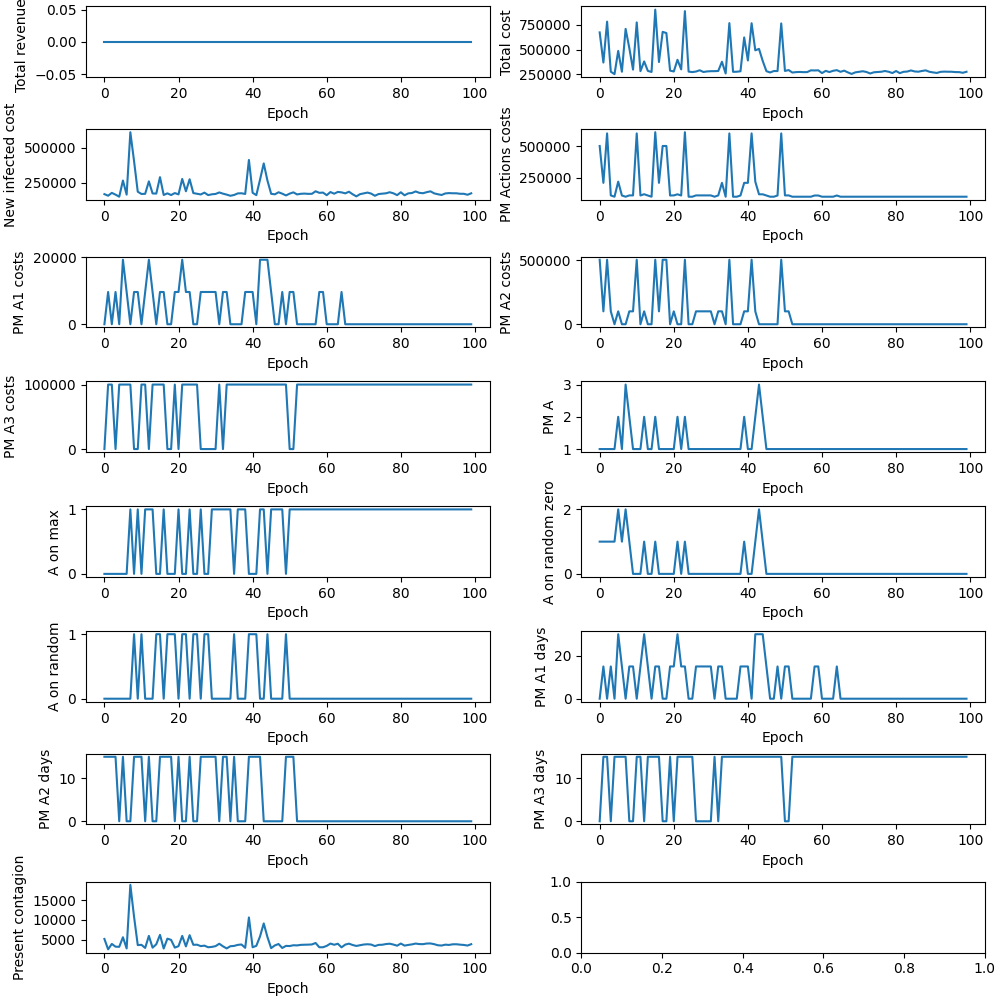 Total revenue
0.05
0.00
−0.05
0 20 40 60 80 100
Epoch
Total cost
750000
500000
250000
0 20 40 60 80 100
Epoch
New infected cost
500000
250000
0 20 40 60 80 100
Epoch
PM Actions costs
500000
250000
0 20 40 60 80 100
Epoch
PM A1 costs
20000
0
0 20 40 60 80 100
Epoch
PM A2 costs
500000
0
0 20 40 60 80 100
Epoch
PM A3 costs
100000
0
0 20 40 60 80 100
Epoch
PM A
3
2
1
0 20 40 60 80 100
Epoch
A on max
1
0
0 20 40 60 80 100
Epoch
A on random zero
2
0
0 20 40 60 80 100
Epoch
A on random
1
0
0 20 40 60 80 100
Epoch
PM A1 days
20
0
0 20 40 60 80 100
Epoch
PM A2 days
10
0
0 20 40 60 80 100
Epoch
PM A3 days
10
0
0 20 40 60 80 100
Epoch
Present contagion
15000
10000
5000
0 20 40 60 80 100
Epoch
1.0
0.5
0.0
0.0 0.2 0.4 0.6 0.8 1.0